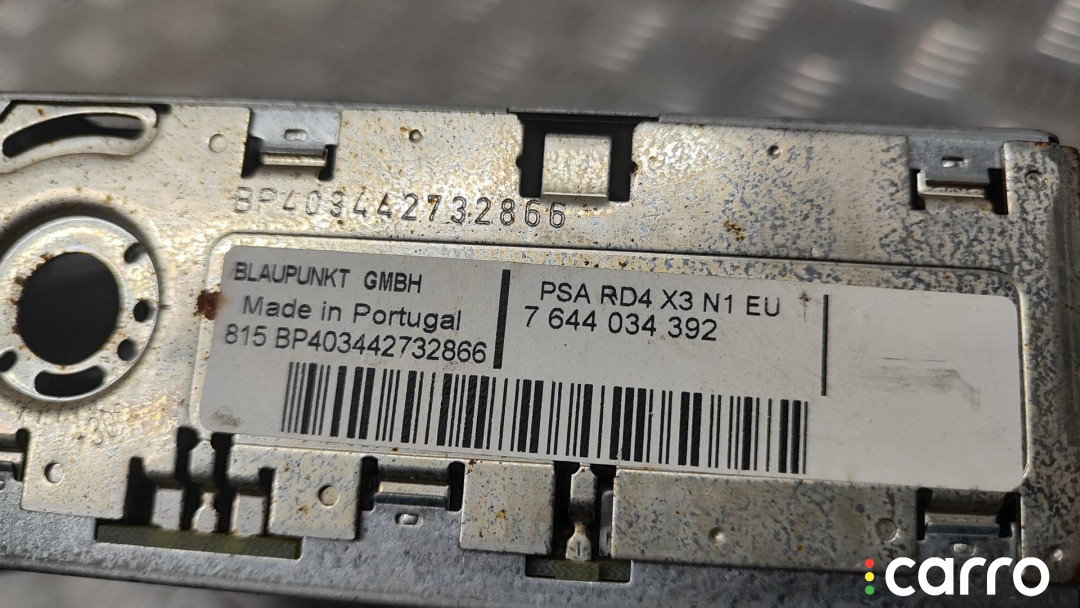 BP403442732866
BLAUPUNKT GMBH
Made in Portugal
815 BP403442732866
PSA RD4 X3 N1 EU
7 644 034 392
carro